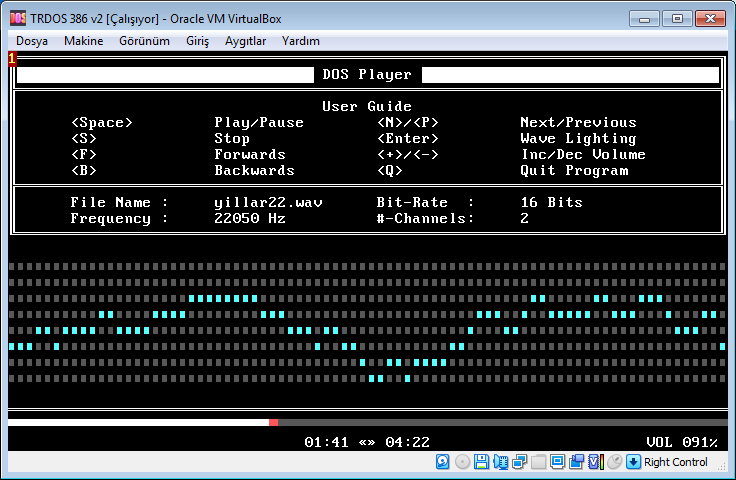 DOS TRDOS 386 v2 [Çalışıyor] - Oracle VM VirtualBox
Dosya Makine Görünüm Giriş Aygıtlar Yardım
1
DOS Player
User Guide
<Space> Play/Pause <N>/<P> Next/Previous
<S> Stop <Enter> Wave Lighting
<F> Forwards <+>/<-> Inc/Dec Volume
<B> Backwards <Q> Quit Program
File Name : yillar22.wav Bit-Rate : 16 Bits
Frequency : 22050 Hz #-Channels: 2
01:41 «» 04:22 VOL 091%
Right Control